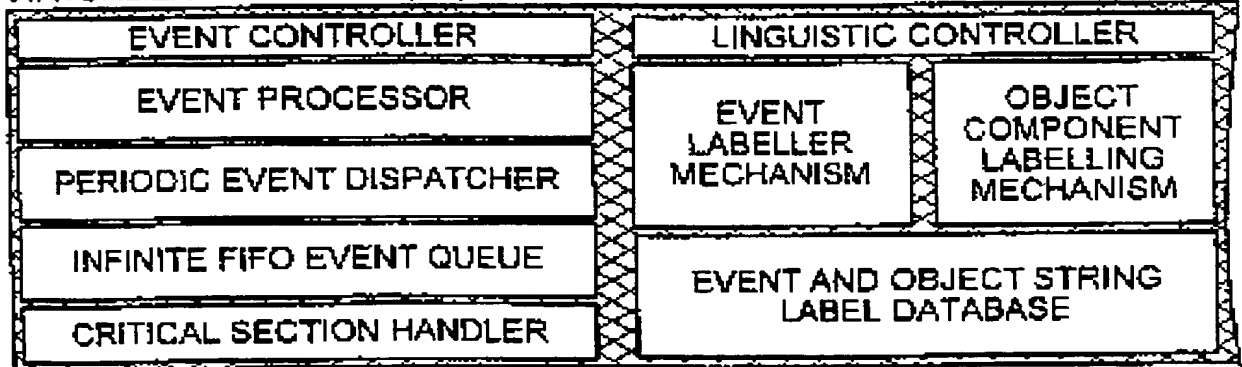 EVENT CONTROLLER
EVENT PROCESSOR
PERIODIC EVENT DISPATCHER
INFINITE FIFO EVENT QUEUE
CRITICAL SECTION HANDLER
LINGUISTIC CONTROLLER
EVENT
LABELLER
MECHANISM
OBJECT
COMPONENT
LABELLING
MECHANISM
EVENT AND OBJECT STRING
LABEL DATABASE